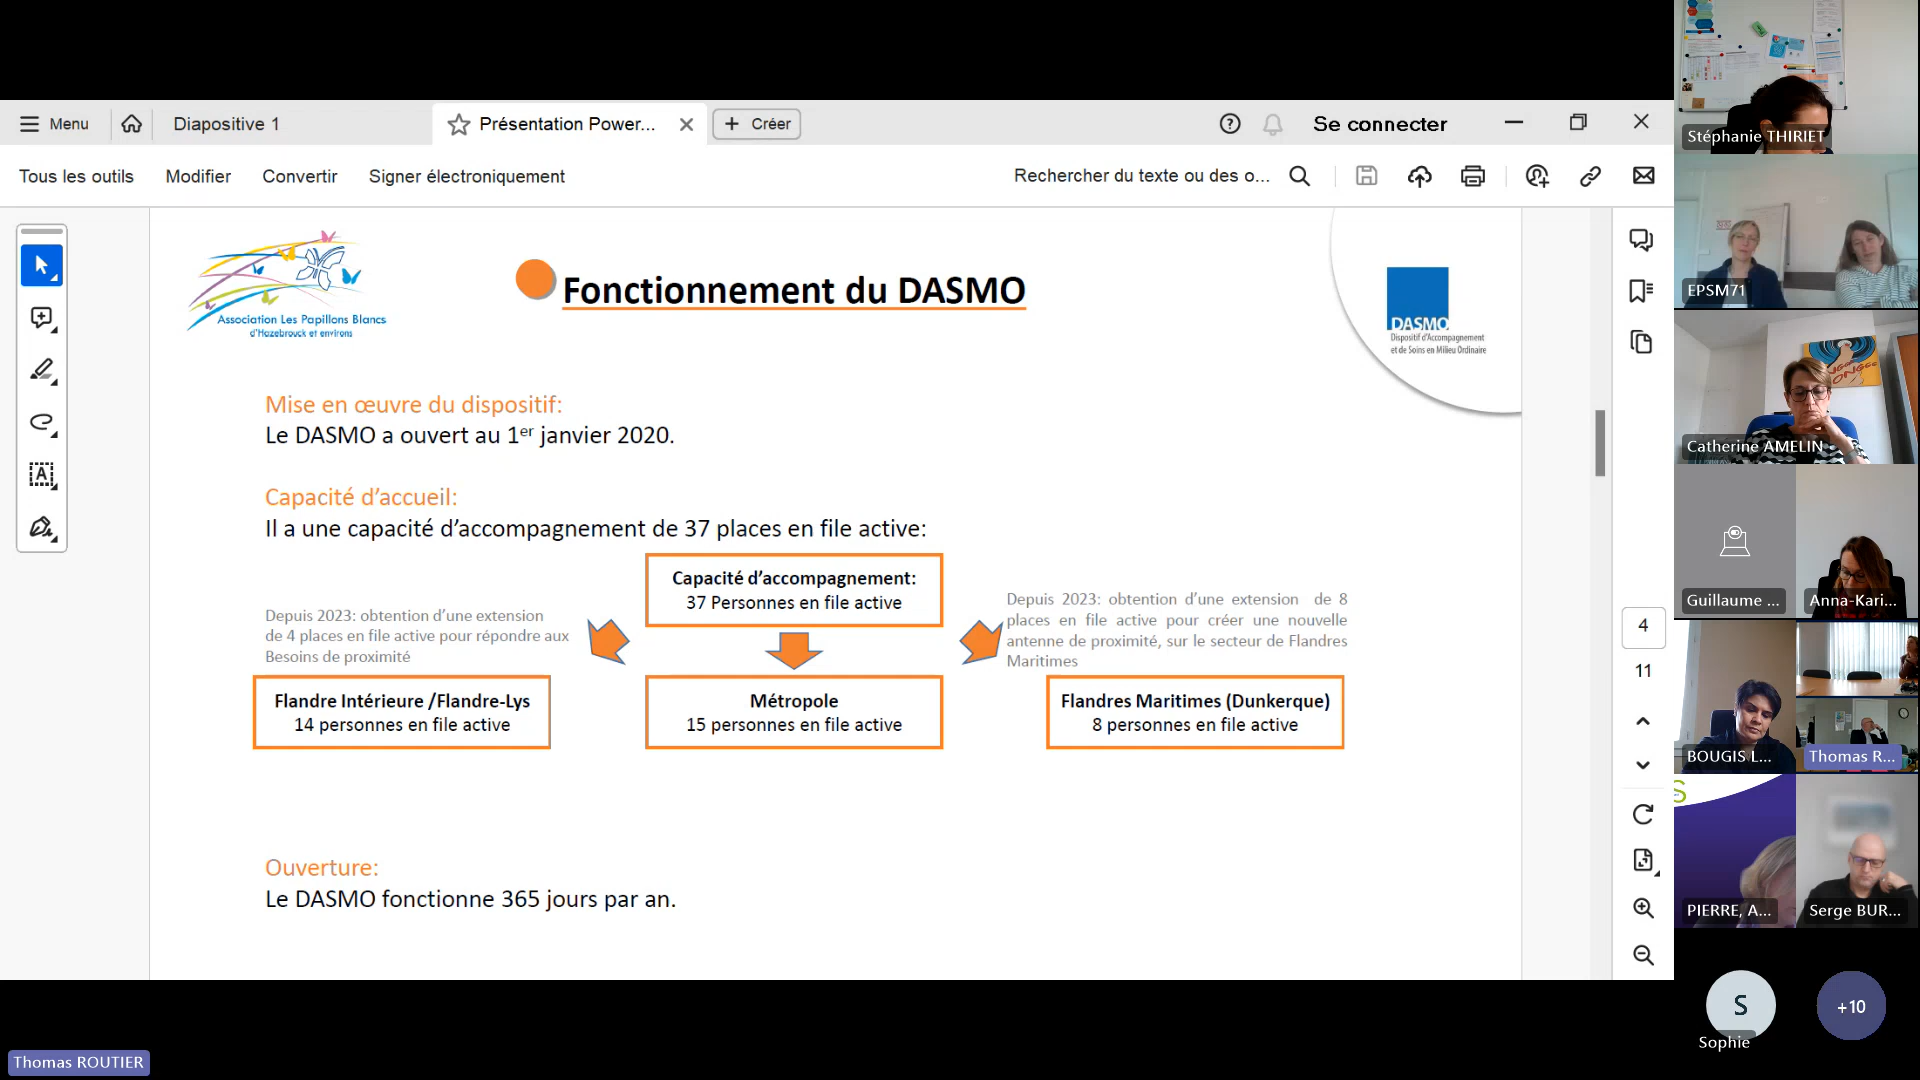 Menu
Diapositive 1
Présentation Power...
Créer
Se connecter
Tous les outils
Modifier
Convertir
Signer électroniquement
Rechercher du texte ou des o...
Association Les Papillons Blancs
d'Hazebrouck et environs
Fonctionnement du DASMO
DASMO
Dispositif d'Accompagnement
et de Soins en Milieu Ordinaire
Mise en œuvre du dispositif:
Le DASMO a ouvert au 1er janvier 2020.
Capacité d’accueil:
Il a une capacité d’accompagnement de 37 places en file active:
Capacité d’accompagnement:
37 Personnes en file active
Depuis 2023: obtention d’une extension
de 4 places en file active pour répondre aux
Besoins de proximité
Depuis 2023: obtention d’une extension de 8
places en file active pour créer une nouvelle
antenne de proximité, sur le secteur de Flandres
Maritimes
Flandre Intérieure /Flandre-Lys
14 personnes en file active
Métropole
15 personnes en file active
Flandres Maritimes (Dunkerque)
8 personnes en file active
Ouverture:
Le DASMO fonctionne 365 jours par an.
4
11
Stéphanie THIRIET
EPSM71
Catherine AMELIN
Guillaume ...
Anna-Kari...
BOUGIS L...
Thomas R...
PIERRE, A...
Serge BUR...
S
Sophie
+10
Thomas ROUTIER